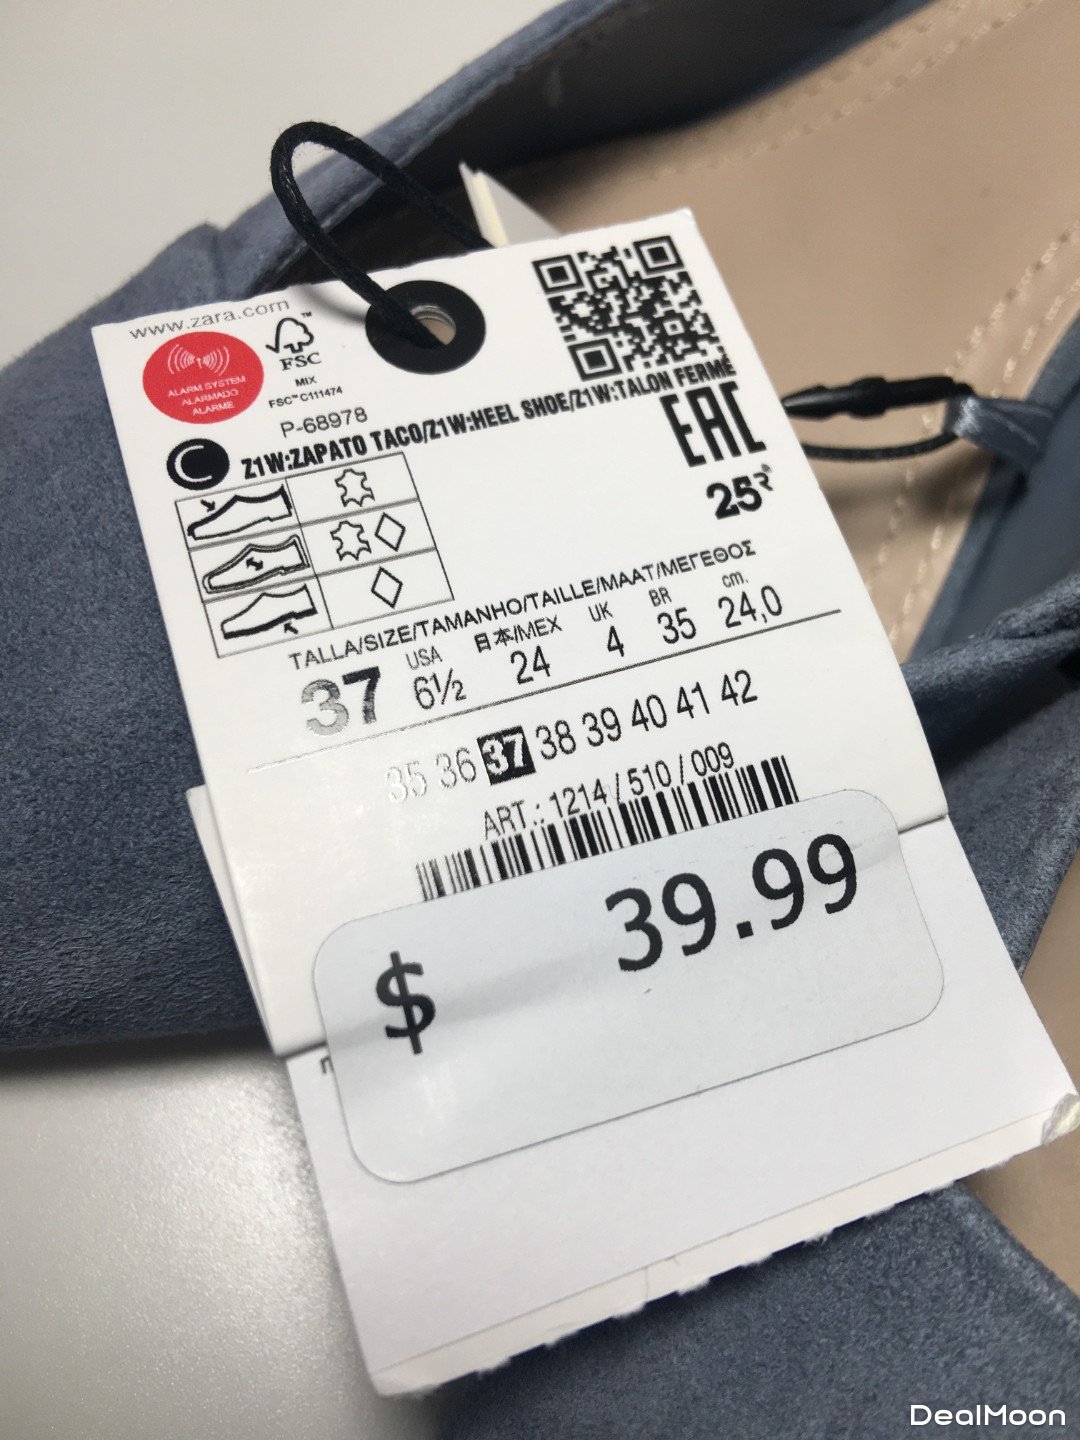 www.zara.com
ALARM SYSTEM
ALARMADO
ALARME
FSC™
MIX
FSC™ C111474
P-68978
Z1W:ZAPATO TACO/Z1W:HEEL SHOE/Z1W:TALON FERMÉ
EAC
25
TALLA/SIZE/TAMANHO/TAILLE/MAAT/ΜΕΓΕΘΟΣ
USA 日本/MEX UK BR cm.
37 6½ 24 4 35 24,0
35 36 37 38 39 40 41 42
ART.: 1214 / 510 / 009
$ 39.99
DealMoon